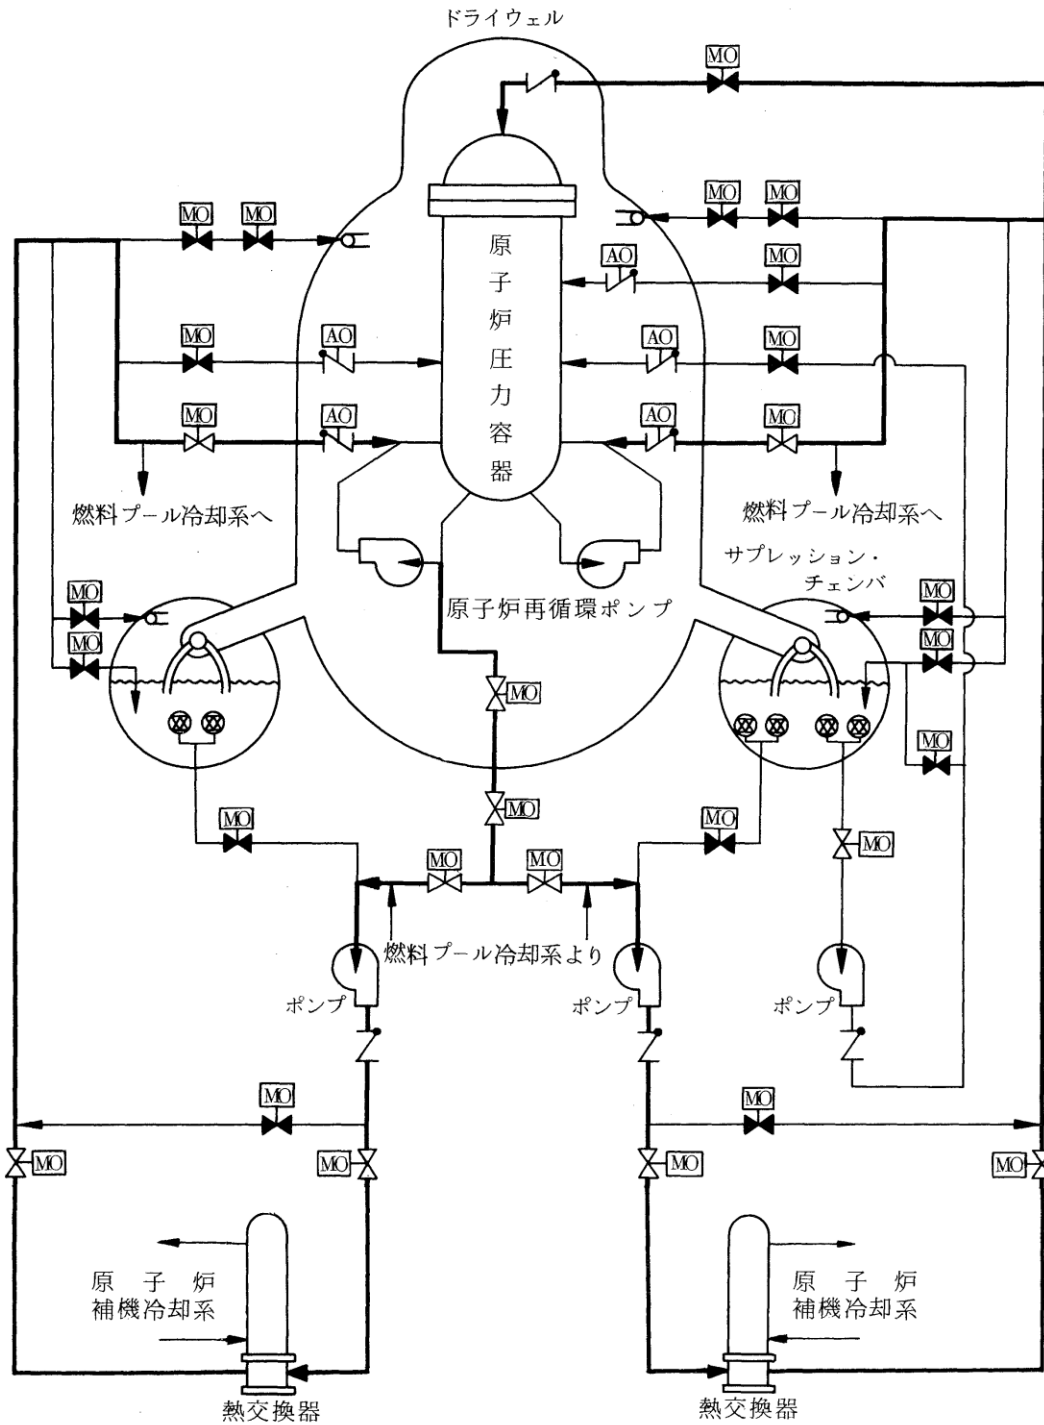 ドライウェル
MO
MO
MO
MO
MO
原子炉圧力容器
AO
MO
MO
AO
AO
MO
MO
AO
AO
MO
燃料プール冷却系へ
燃料プール冷却系へ
サプレッション・
チェンバ
MO
MO
原子炉再循環ポンプ
MO
MO
MO
MO
MO
MO
MO
MO
MO
MO
燃料プール冷却系より
ポンプ
ポンプ
ポンプ
MO
MO
MO
MO
MO
MO
原子炉
補機冷却系
原子炉
補機冷却系
熱交換器
熱交換器